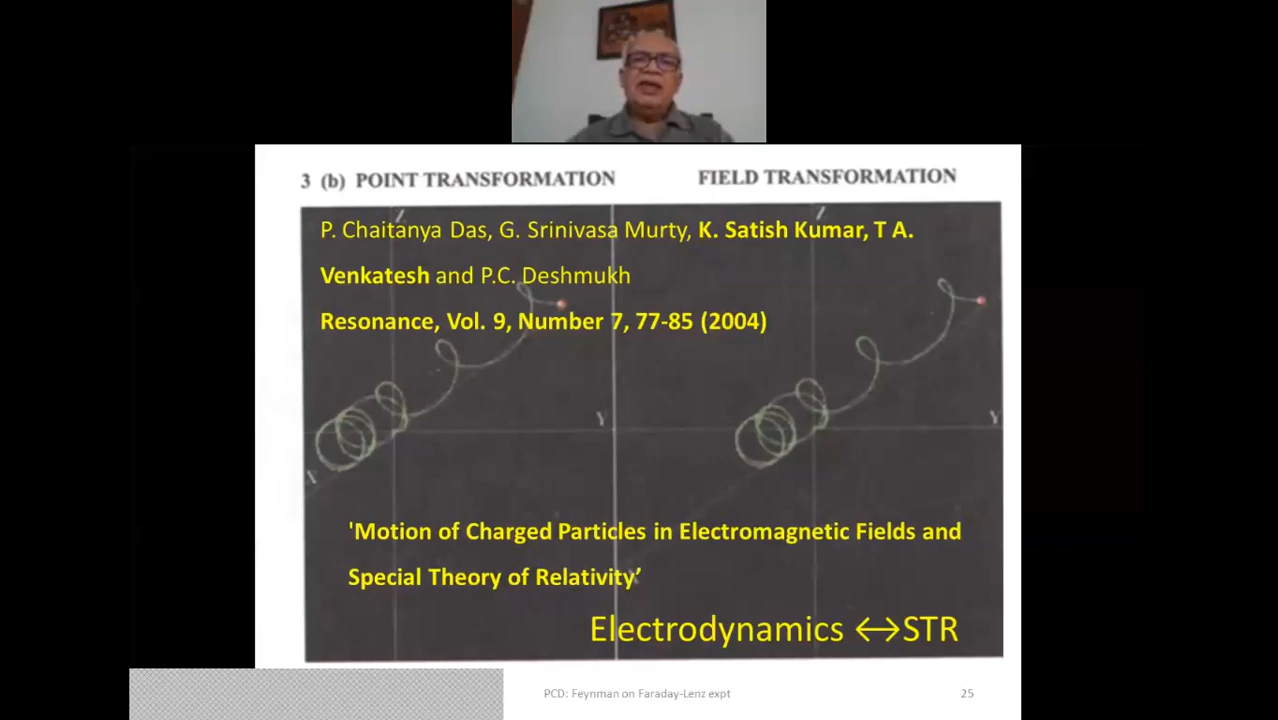 3 (b) POINT TRANSFORMATION FIELD TRANSFORMATION
Z Z
P. Chaitanya Das, G. Srinivasa Murty, K. Satish Kumar, T A.
Venkatesh and P.C. Deshmukh
Resonance, Vol. 9, Number 7, 77-85 (2004)
Y Y
X
'Motion of Charged Particles in Electromagnetic Fields and
Special Theory of Relativity’
Electrodynamics ↔STR
PCD: Feynman on Faraday-Lenz expt 25